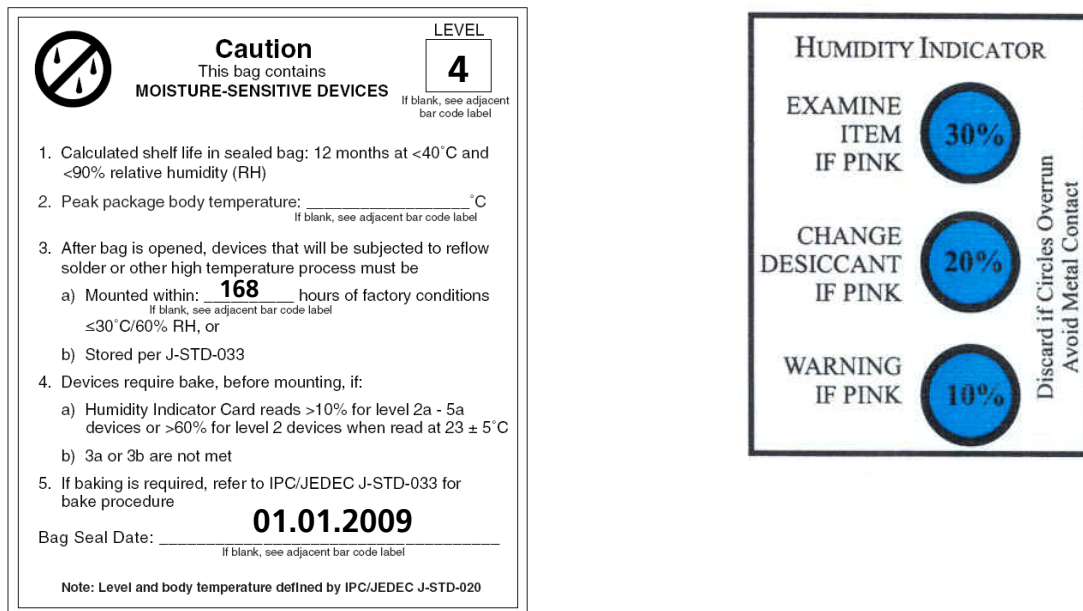 Caution
This bag contains
MOISTURE-SENSITIVE DEVICES
LEVEL
4
If blank, see adjacent
bar code label
1. Calculated shelf life in sealed bag: 12 months at <40˚C and
<90% relative humidity (RH)
2. Peak package body temperature: ___________________˚C
If blank, see adjacent bar code label
3. After bag is opened, devices that will be subjected to reflow
solder or other high temperature process must be
a) Mounted within: __168__ hours of factory conditions
If blank, see adjacent bar code label
≤30˚C/60% RH, or
b) Stored per J-STD-033
4. Devices require bake, before mounting, if:
a) Humidity Indicator Card reads >10% for level 2a - 5a
devices or >60% for level 2 devices when read at 23 ± 5˚C
b) 3a or 3b are not met
5. If baking is required, refer to IPC/JEDEC J-STD-033 for
bake procedure
Bag Seal Date: 01.01.2009
If blank, see adjacent bar code label
Note: Level and body temperature defined by IPC/JEDEC J-STD-020
HUMIDITY INDICATOR
EXAMINE
ITEM
IF PINK
30%
CHANGE
DESICCANT
IF PINK
20%
WARNING
IF PINK
10%
Discard if Circles Overrun
Avoid Metal Contact